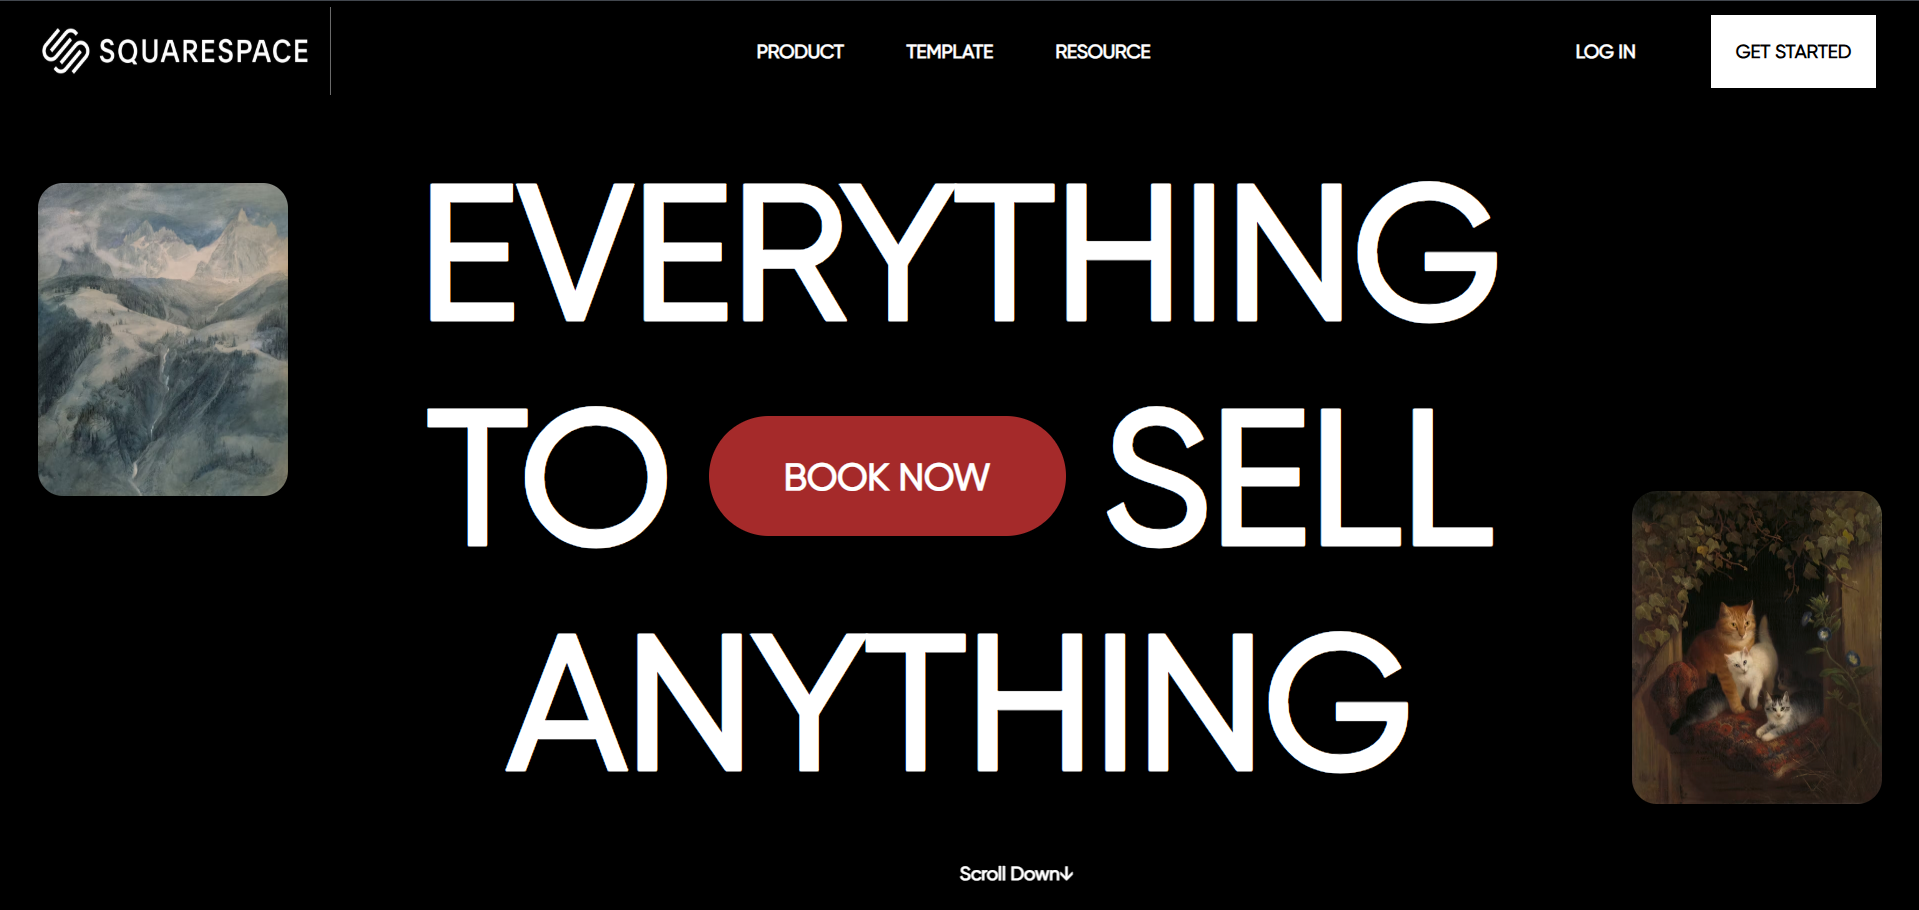 SQUARESPACE
PRODUCT TEMPLATE RESOURCE
LOG IN
GET STARTED
EVERYTHING
TO BOOK NOW SELL
ANYTHING
Scroll Down↓